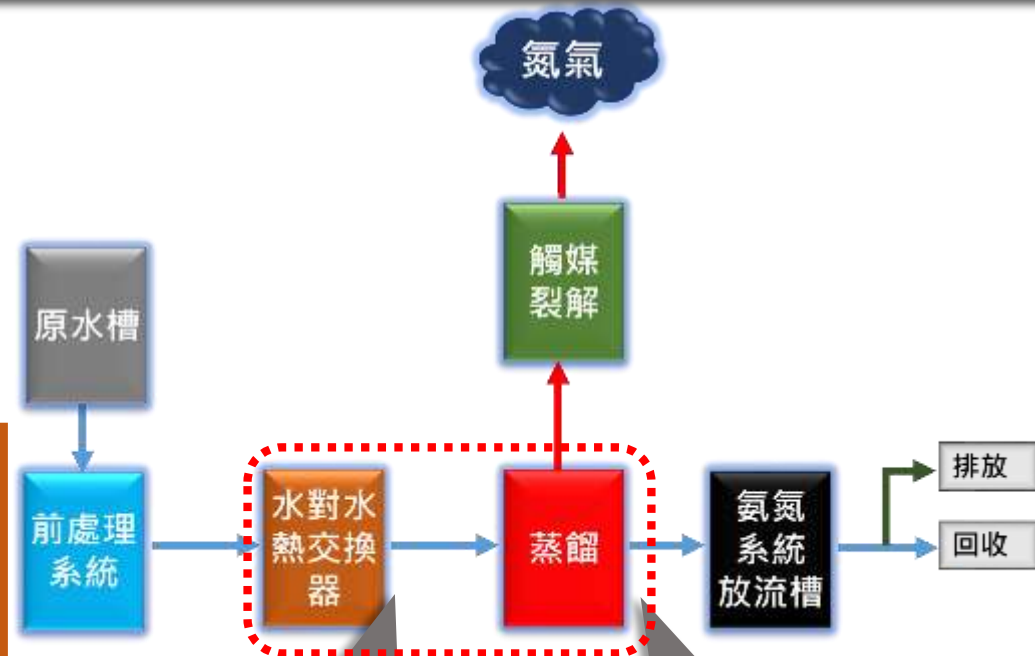 氮氣
觸媒
裂解
原水槽
前處理
系統
水對水
熱交換
器
蒸餾
氨氮
系統
放流槽
排放
回收